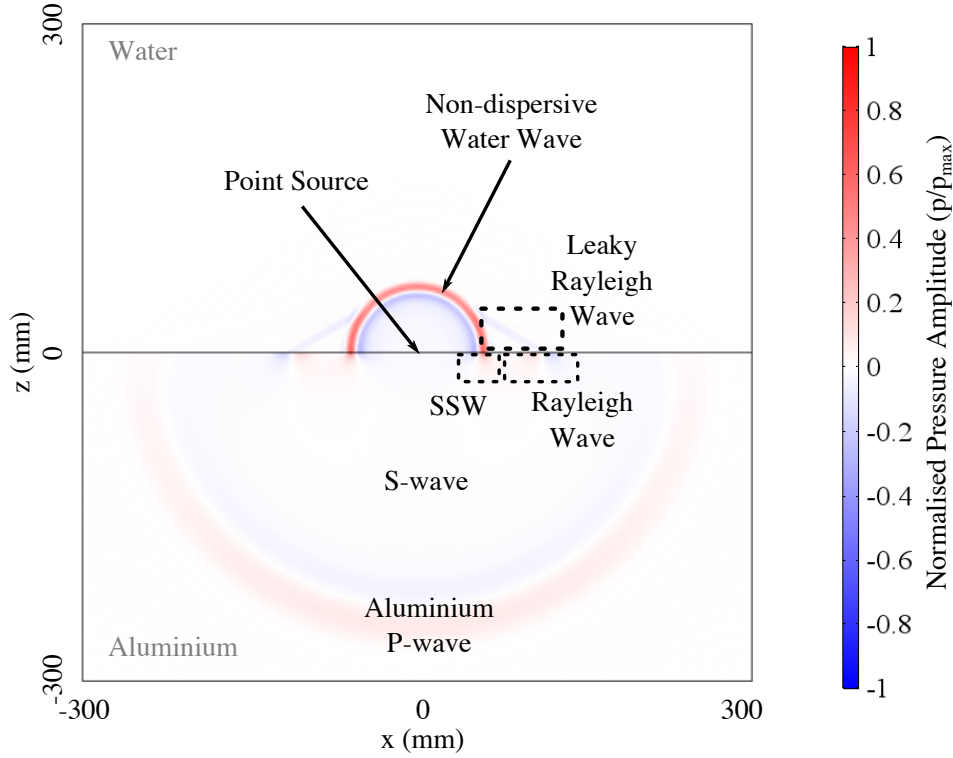 300
Water
Non-dispersive
Water Wave
Point Source
Leaky
Rayleigh
Wave
z (mm)
0
SSW
Rayleigh
Wave
S-wave
Aluminium
P-wave
Aluminium
-300
-300
0
300
x (mm)
1
0.8
0.6
0.4
0.2
0
-0.2
-0.4
-0.6
-0.8
-1
Normalised Pressure Amplitude (p/pmax)